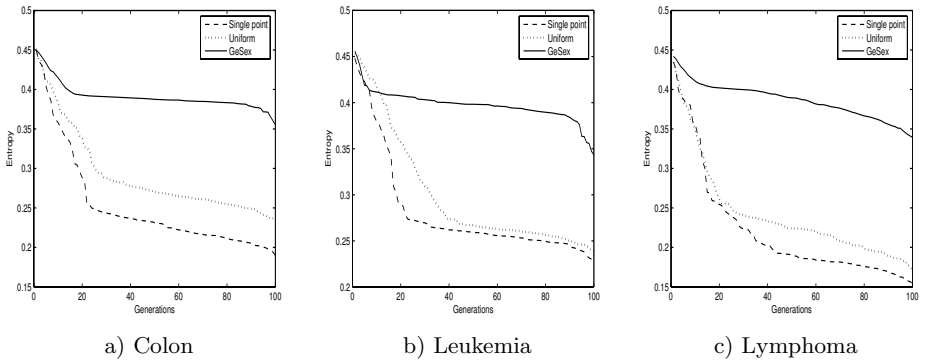 0.5
0.45
0.4
0.35
0.3
0.25
0.2
0.15
Entropy
0 20 40 60 80 100
Generations
Single point
Uniform
GeSex
a) Colon
0.5
0.45
0.4
0.35
0.3
0.25
0.2
Entropy
0 20 40 60 80 100
Generations
Single point
Uniform
GeSex
b) Leukemia
0.5
0.45
0.4
0.35
0.3
0.25
0.2
0.15
Entropy
0 20 40 60 80 100
Generations
Single point
Uniform
GeSex
c) Lymphoma